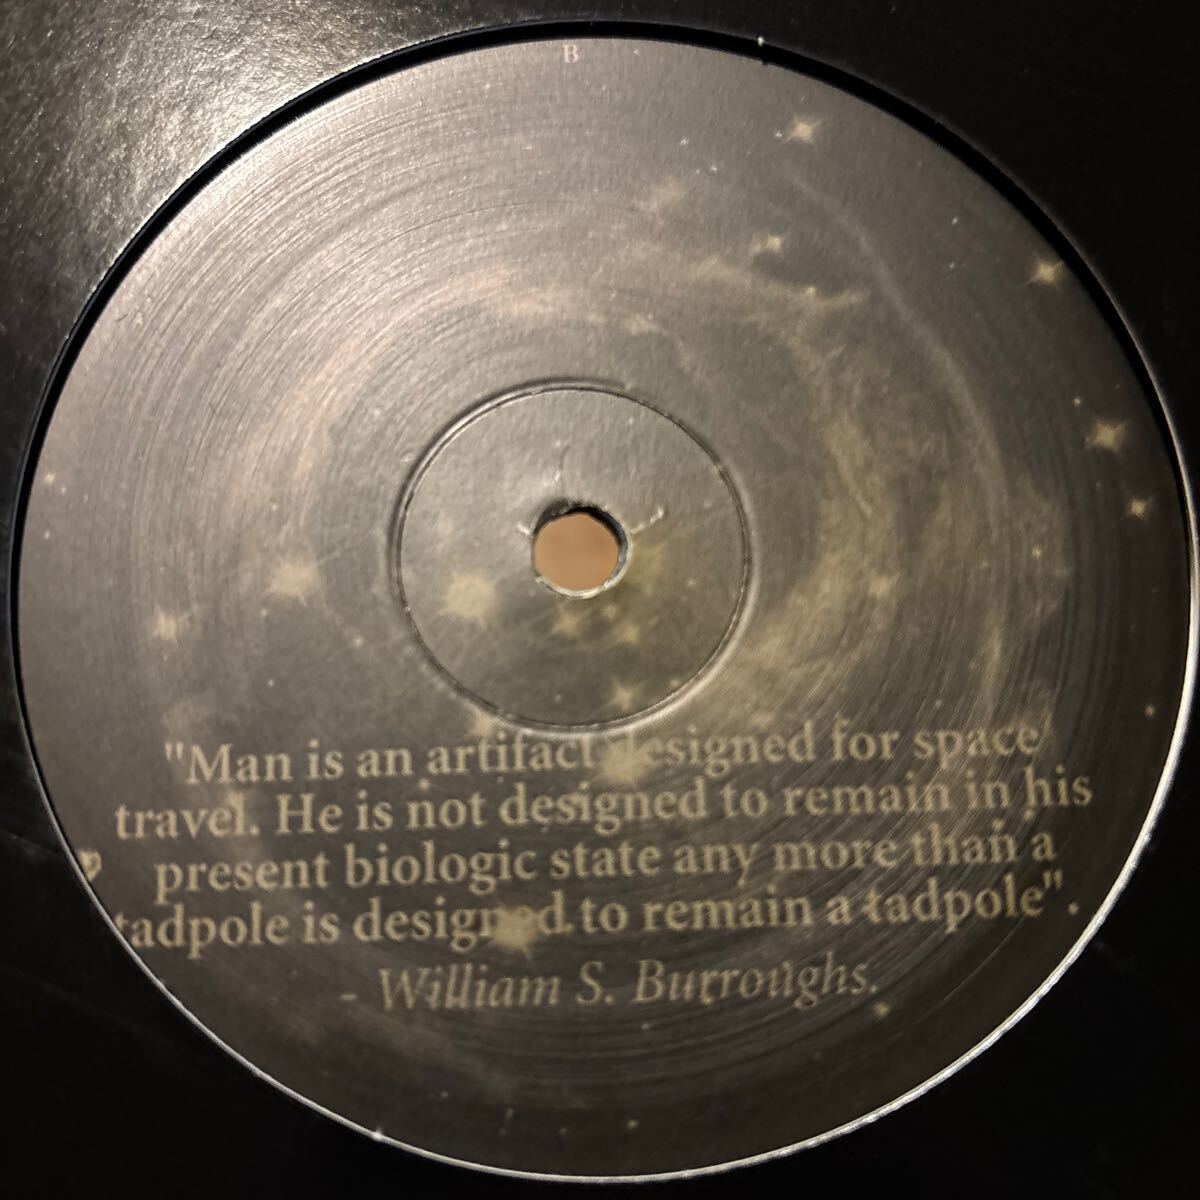 B
"Man is an artifact designed for space
travel. He is not designed to remain in his
present biologic state any more than a
tadpole is designed to remain a tadpole".
- William S. Burroughs.